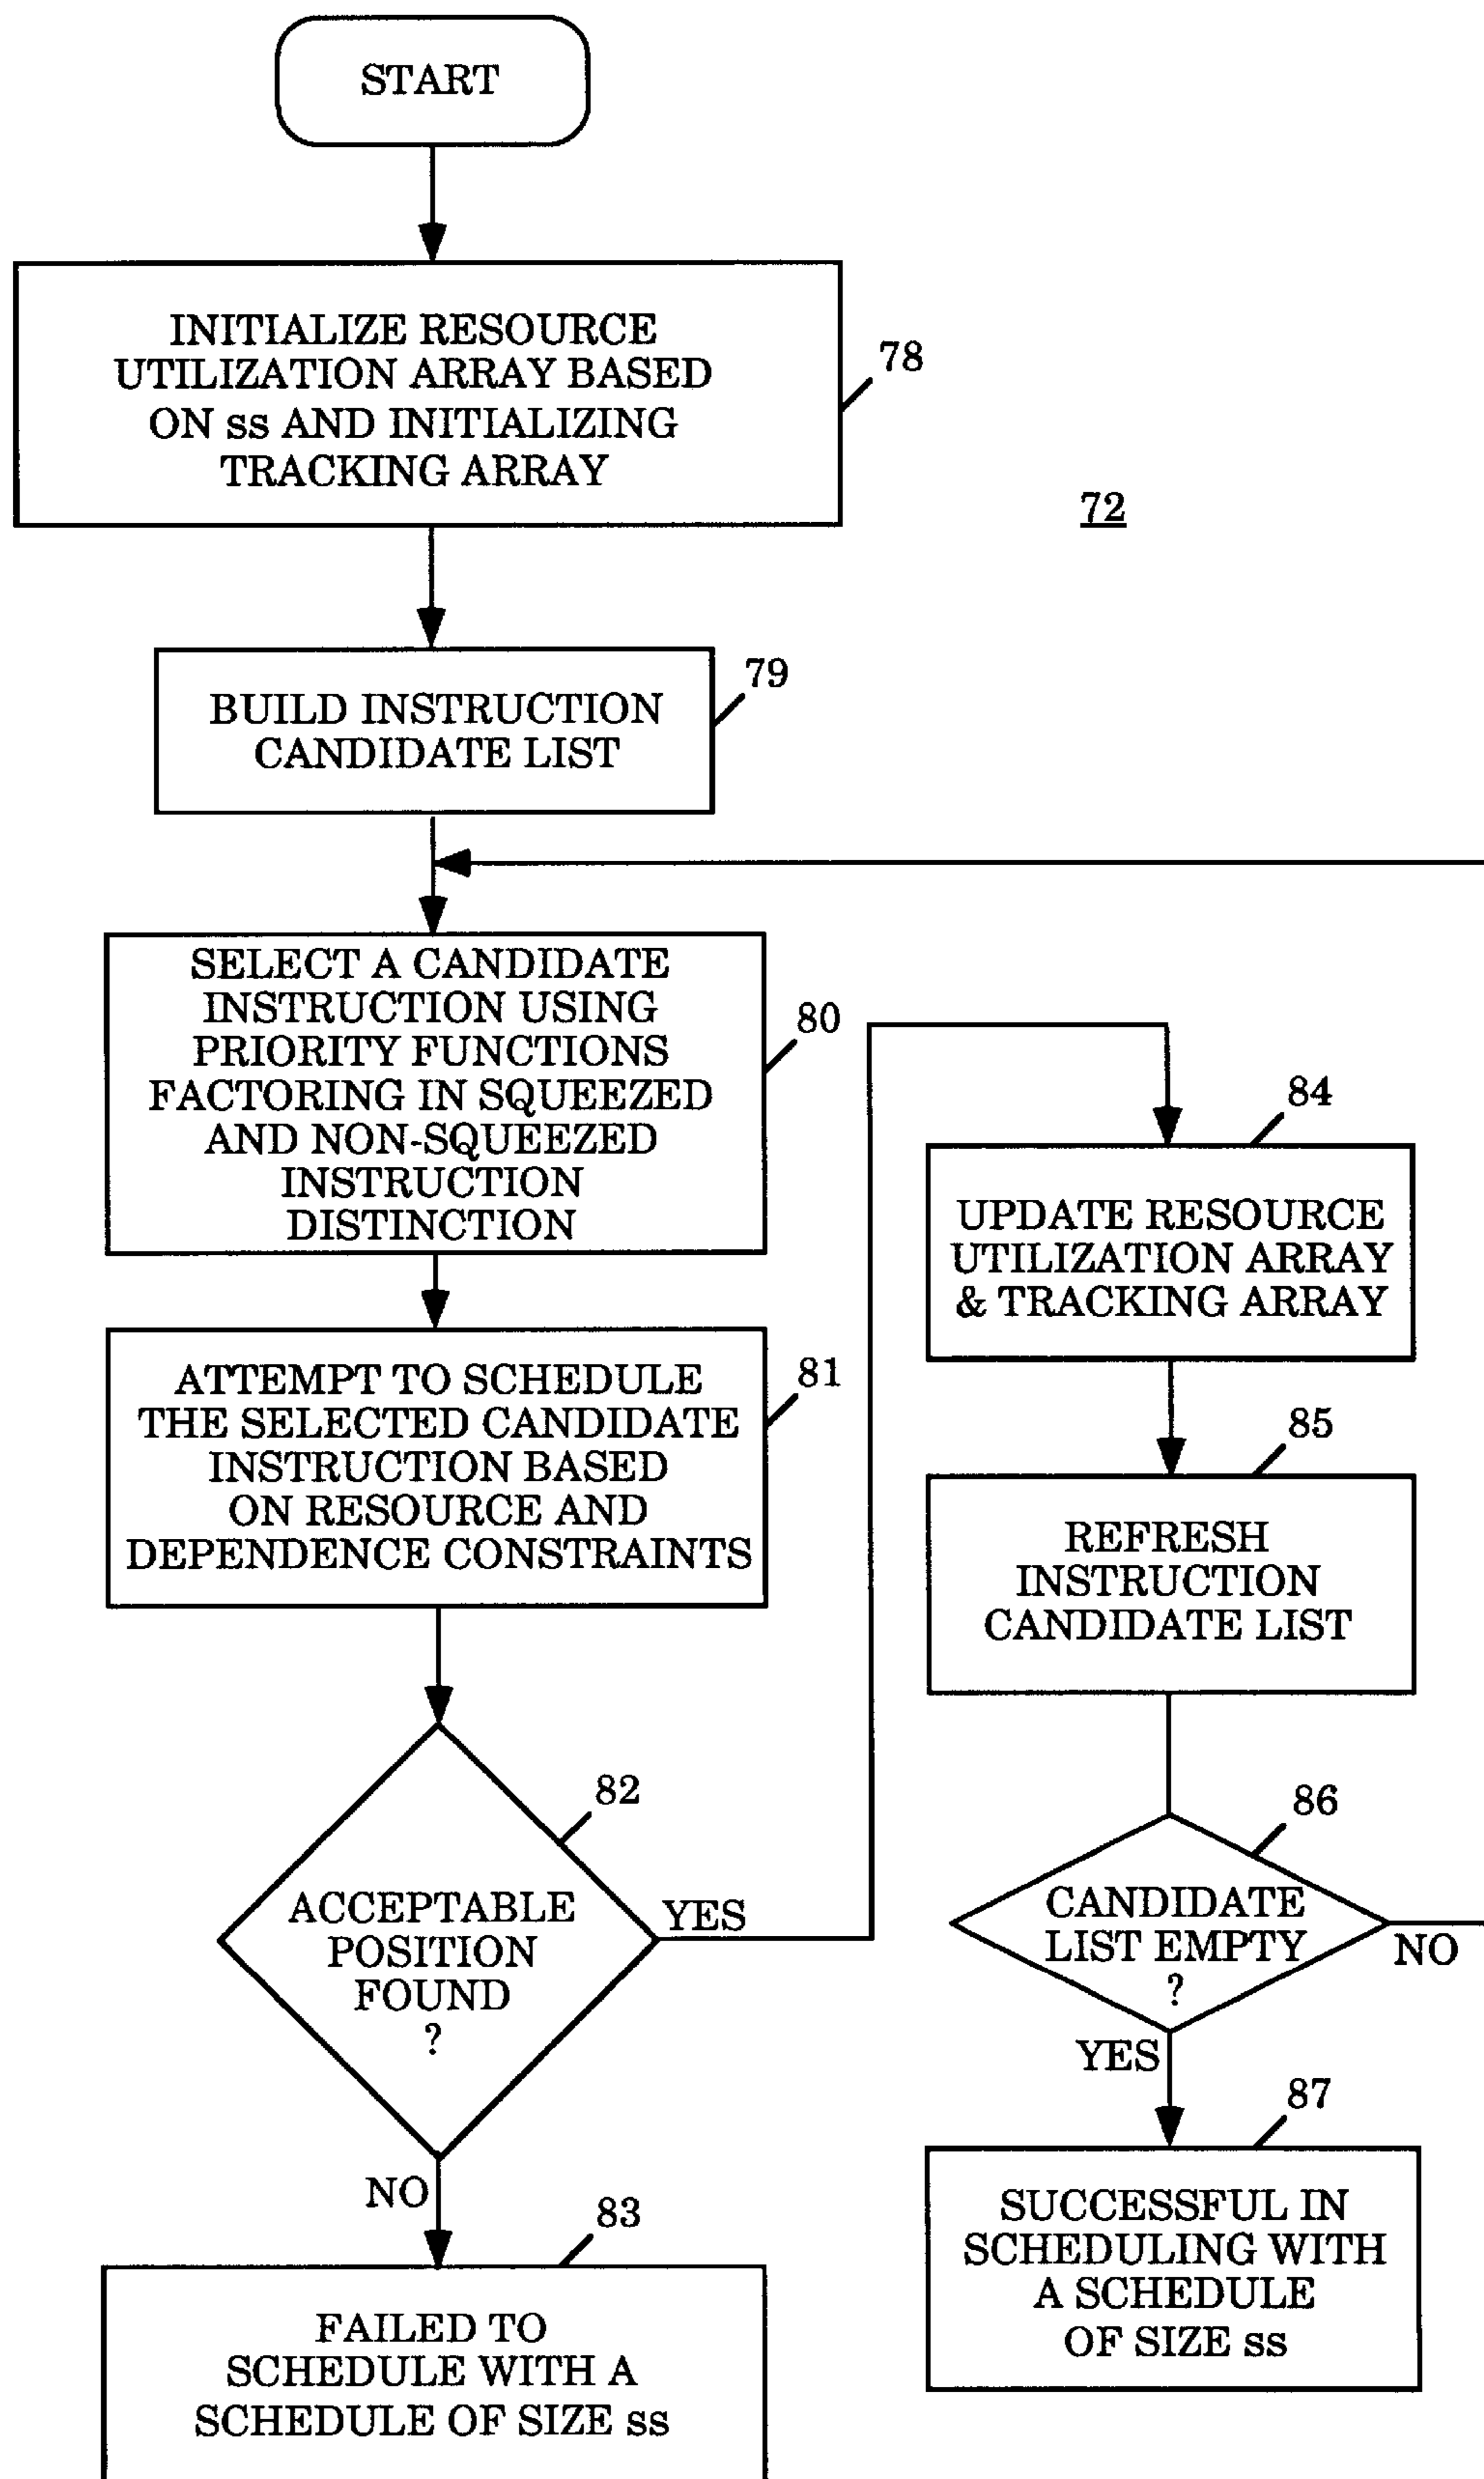 START
INITIALIZE RESOURCE
UTILIZATION ARRAY BASED
ON ss AND INITIALIZING
TRACKING ARRAY
78
72
BUILD INSTRUCTION
CANDIDATE LIST
79
SELECT A CANDIDATE
INSTRUCTION USING
PRIORITY FUNCTIONS
FACTORING IN SQUEEZED
AND NON-SQUEEZED
INSTRUCTION
DISTINCTION
80
ATTEMPT TO SCHEDULE
THE SELECTED CANDIDATE
INSTRUCTION BASED
ON RESOURCE AND
DEPENDENCE CONSTRAINTS
81
82
ACCEPTABLE
POSITION
FOUND
?
YES
NO
83
FAILED TO
SCHEDULE WITH A
SCHEDULE OF SIZE ss
84
UPDATE RESOURCE
UTILIZATION ARRAY
& TRACKING ARRAY
85
REFRESH
INSTRUCTION
CANDIDATE LIST
86
CANDIDATE
LIST EMPTY
?
NO
YES
87
SUCCESSFUL IN
SCHEDULING WITH
A SCHEDULE
OF SIZE ss